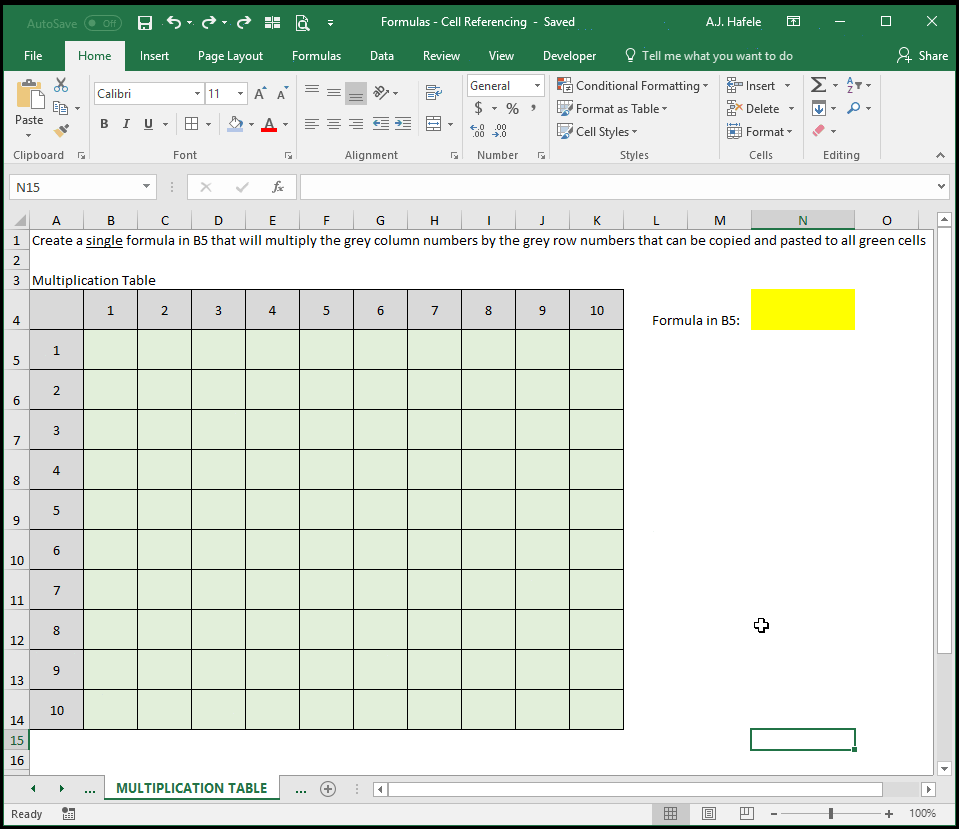 AutoSave Off Formulas - Cell Referencing - Saved A.J. Hafele
File Home Insert Page Layout Formulas Data Review View Developer Tell me what you want to do Share
Paste
Calibri 11
B I U
General
$ % ,
Conditional Formatting
Format as Table
Cell Styles
Insert
Delete
Format
Clipboard Font Alignment Number Styles Cells Editing
N15 fx
A B C D E F G H I J K L M N O
1 Create a single formula in B5 that will multiply the grey column numbers by the grey row numbers that can be copied and pasted to all green cells
2
3 Multiplication Table
4 1 2 3 4 5 6 7 8 9 10 Formula in B5:
5 1
6 2
7 3
8 4
9 5
10 6
11 7
12 8
13 9
14 10
15
16
... MULTIPLICATION TABLE ...
Ready 100%